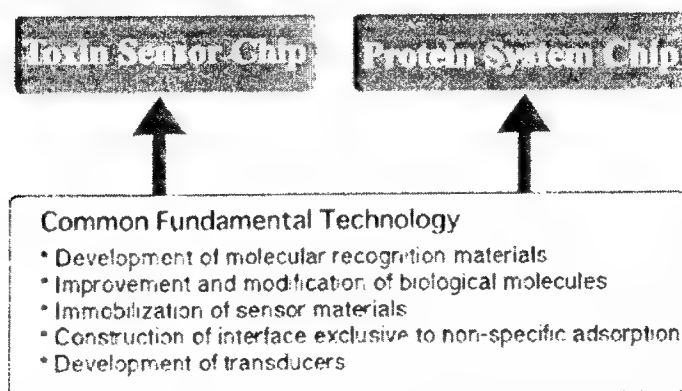 Toxin Sensor Chip
Protein System Chip
Common Fundamental Technology
* Development of molecular recognition materials
* Improvement and modification of biological molecules
* Immobilization of sensor materials
* Construction of interface exclusive to non-specific adsorption
* Development of transducers